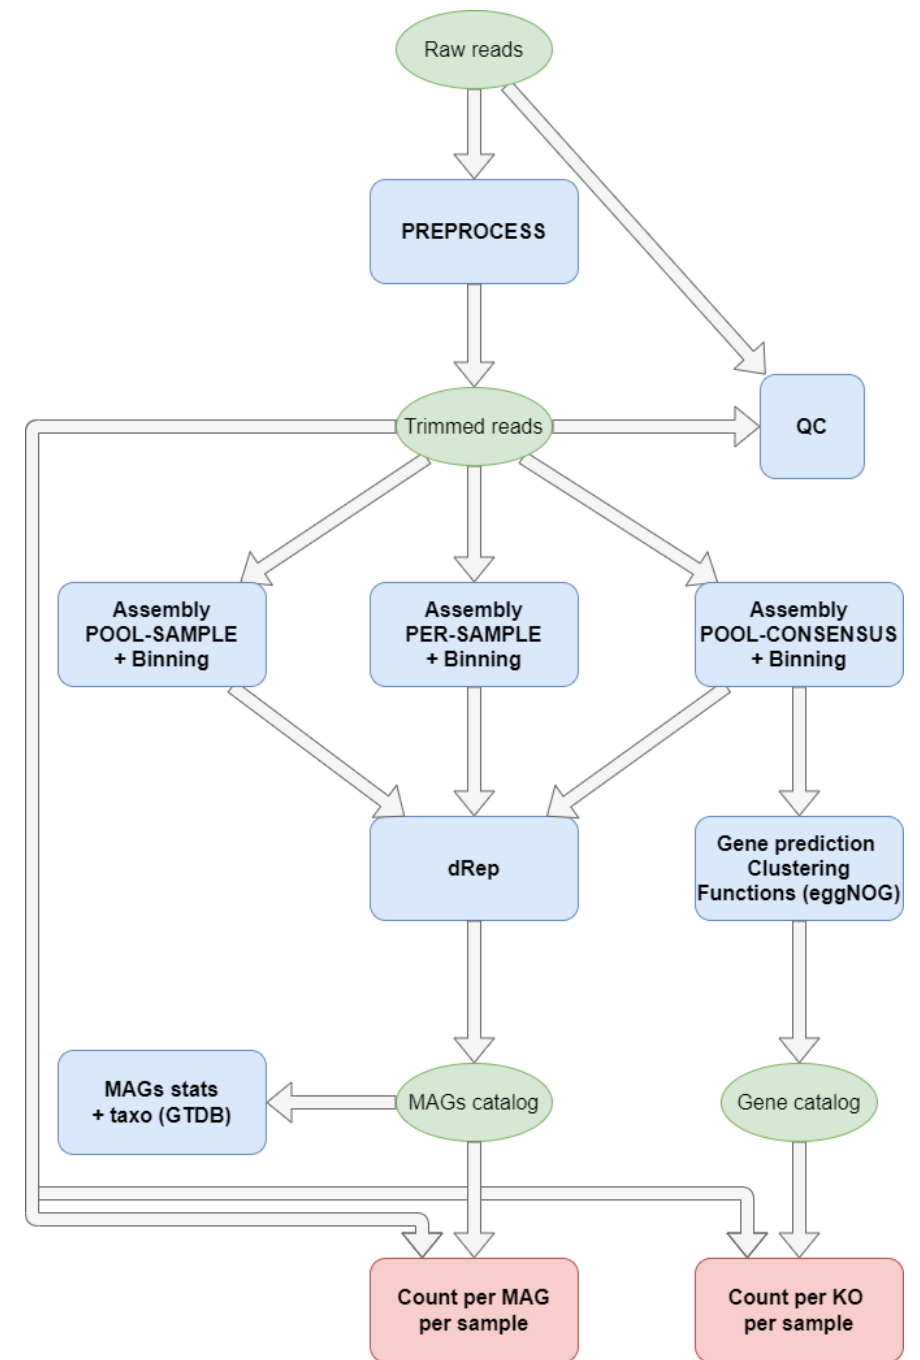 Raw reads
PREPROCESS
Trimmed reads
QC
Assembly
POOL-SAMPLE
+ Binning
Assembly
PER-SAMPLE
+ Binning
Assembly
POOL-CONSENSUS
+ Binning
dRep
Gene prediction
Clustering
Functions (eggNOG)
MAGs stats
+ taxo (GTDB)
MAGs catalog
Gene catalog
Count per MAG
per sample
Count per KO
per sample